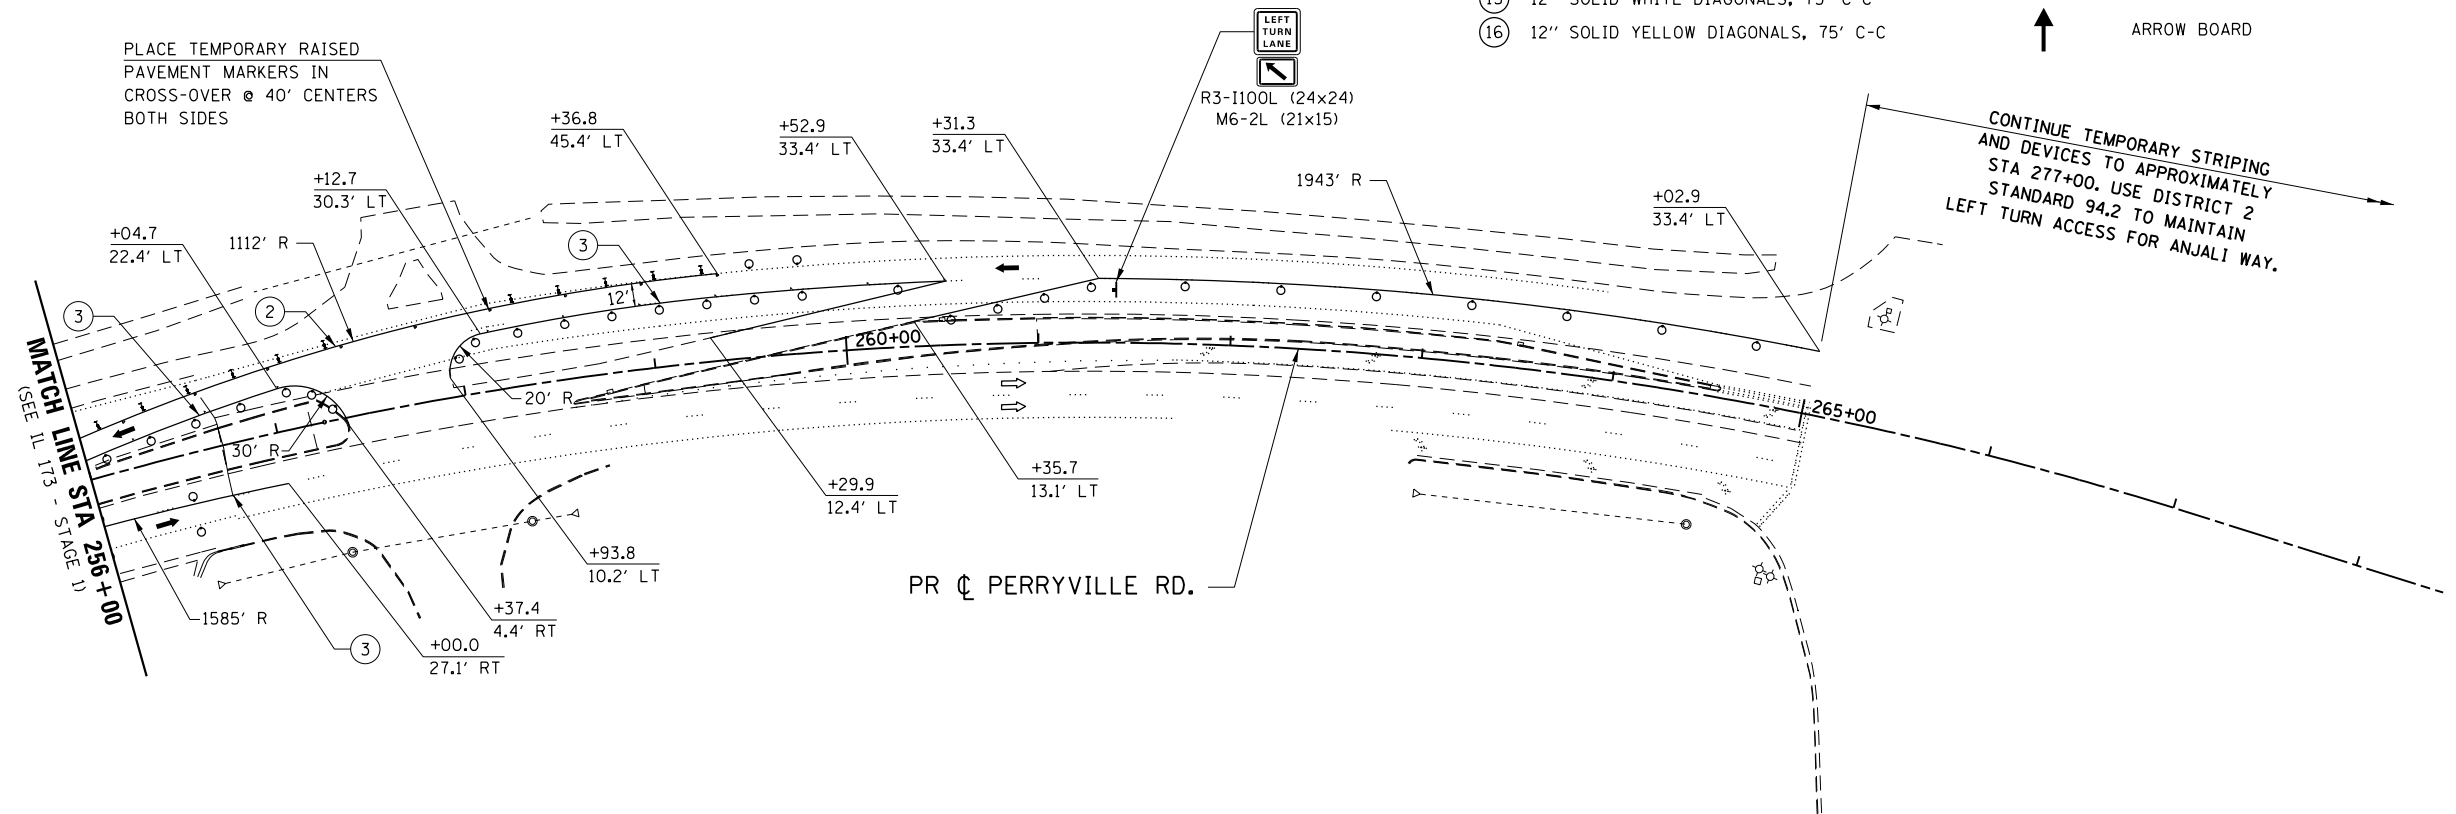 15 12" SOLID WHITE DIAGONALS, 75' C-C
16 12" SOLID YELLOW DIAGONALS, 75' C-C
ARROW BOARD
LEFT
TURN
LANE
R3-I100L (24x24)
M6-2L (21x15)
PLACE TEMPORARY RAISED
PAVEMENT MARKERS IN
CROSS-OVER @ 40' CENTERS
BOTH SIDES
+36.8
45.4' LT
+52.9
33.4' LT
+31.3
33.4' LT
1943' R
+02.9
33.4' LT
CONTINUE TEMPORARY STRIPING
AND DEVICES TO APPROXIMATELY
STA 277+00. USE DISTRICT 2
STANDARD 94.2 TO MAINTAIN
LEFT TURN ACCESS FOR ANJALI WAY.
+12.7
30.3' LT
+04.7
22.4' LT
1112' R
3
12'
2
3
260+00
20' R
265+00
30' R
MATCH LINE STA 256+00
(SEE IL 173 - STAGE 1)
+29.9
12.4' LT
+35.7
13.1' LT
+93.8
10.2' LT
PR ℄ PERRYVILLE RD.
+37.4
4.4' RT
1585' R
3
+00.0
27.1' RT